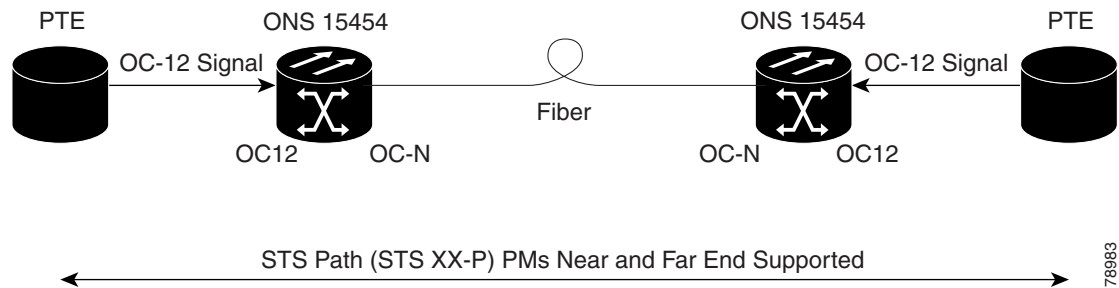 PTE
ONS 15454
ONS 15454
PTE
OC-12 Signal
OC-12 Signal
Fiber
OC12
OC-N
OC-N
OC12
STS Path (STS XX-P) PMs Near and Far End Supported
78983